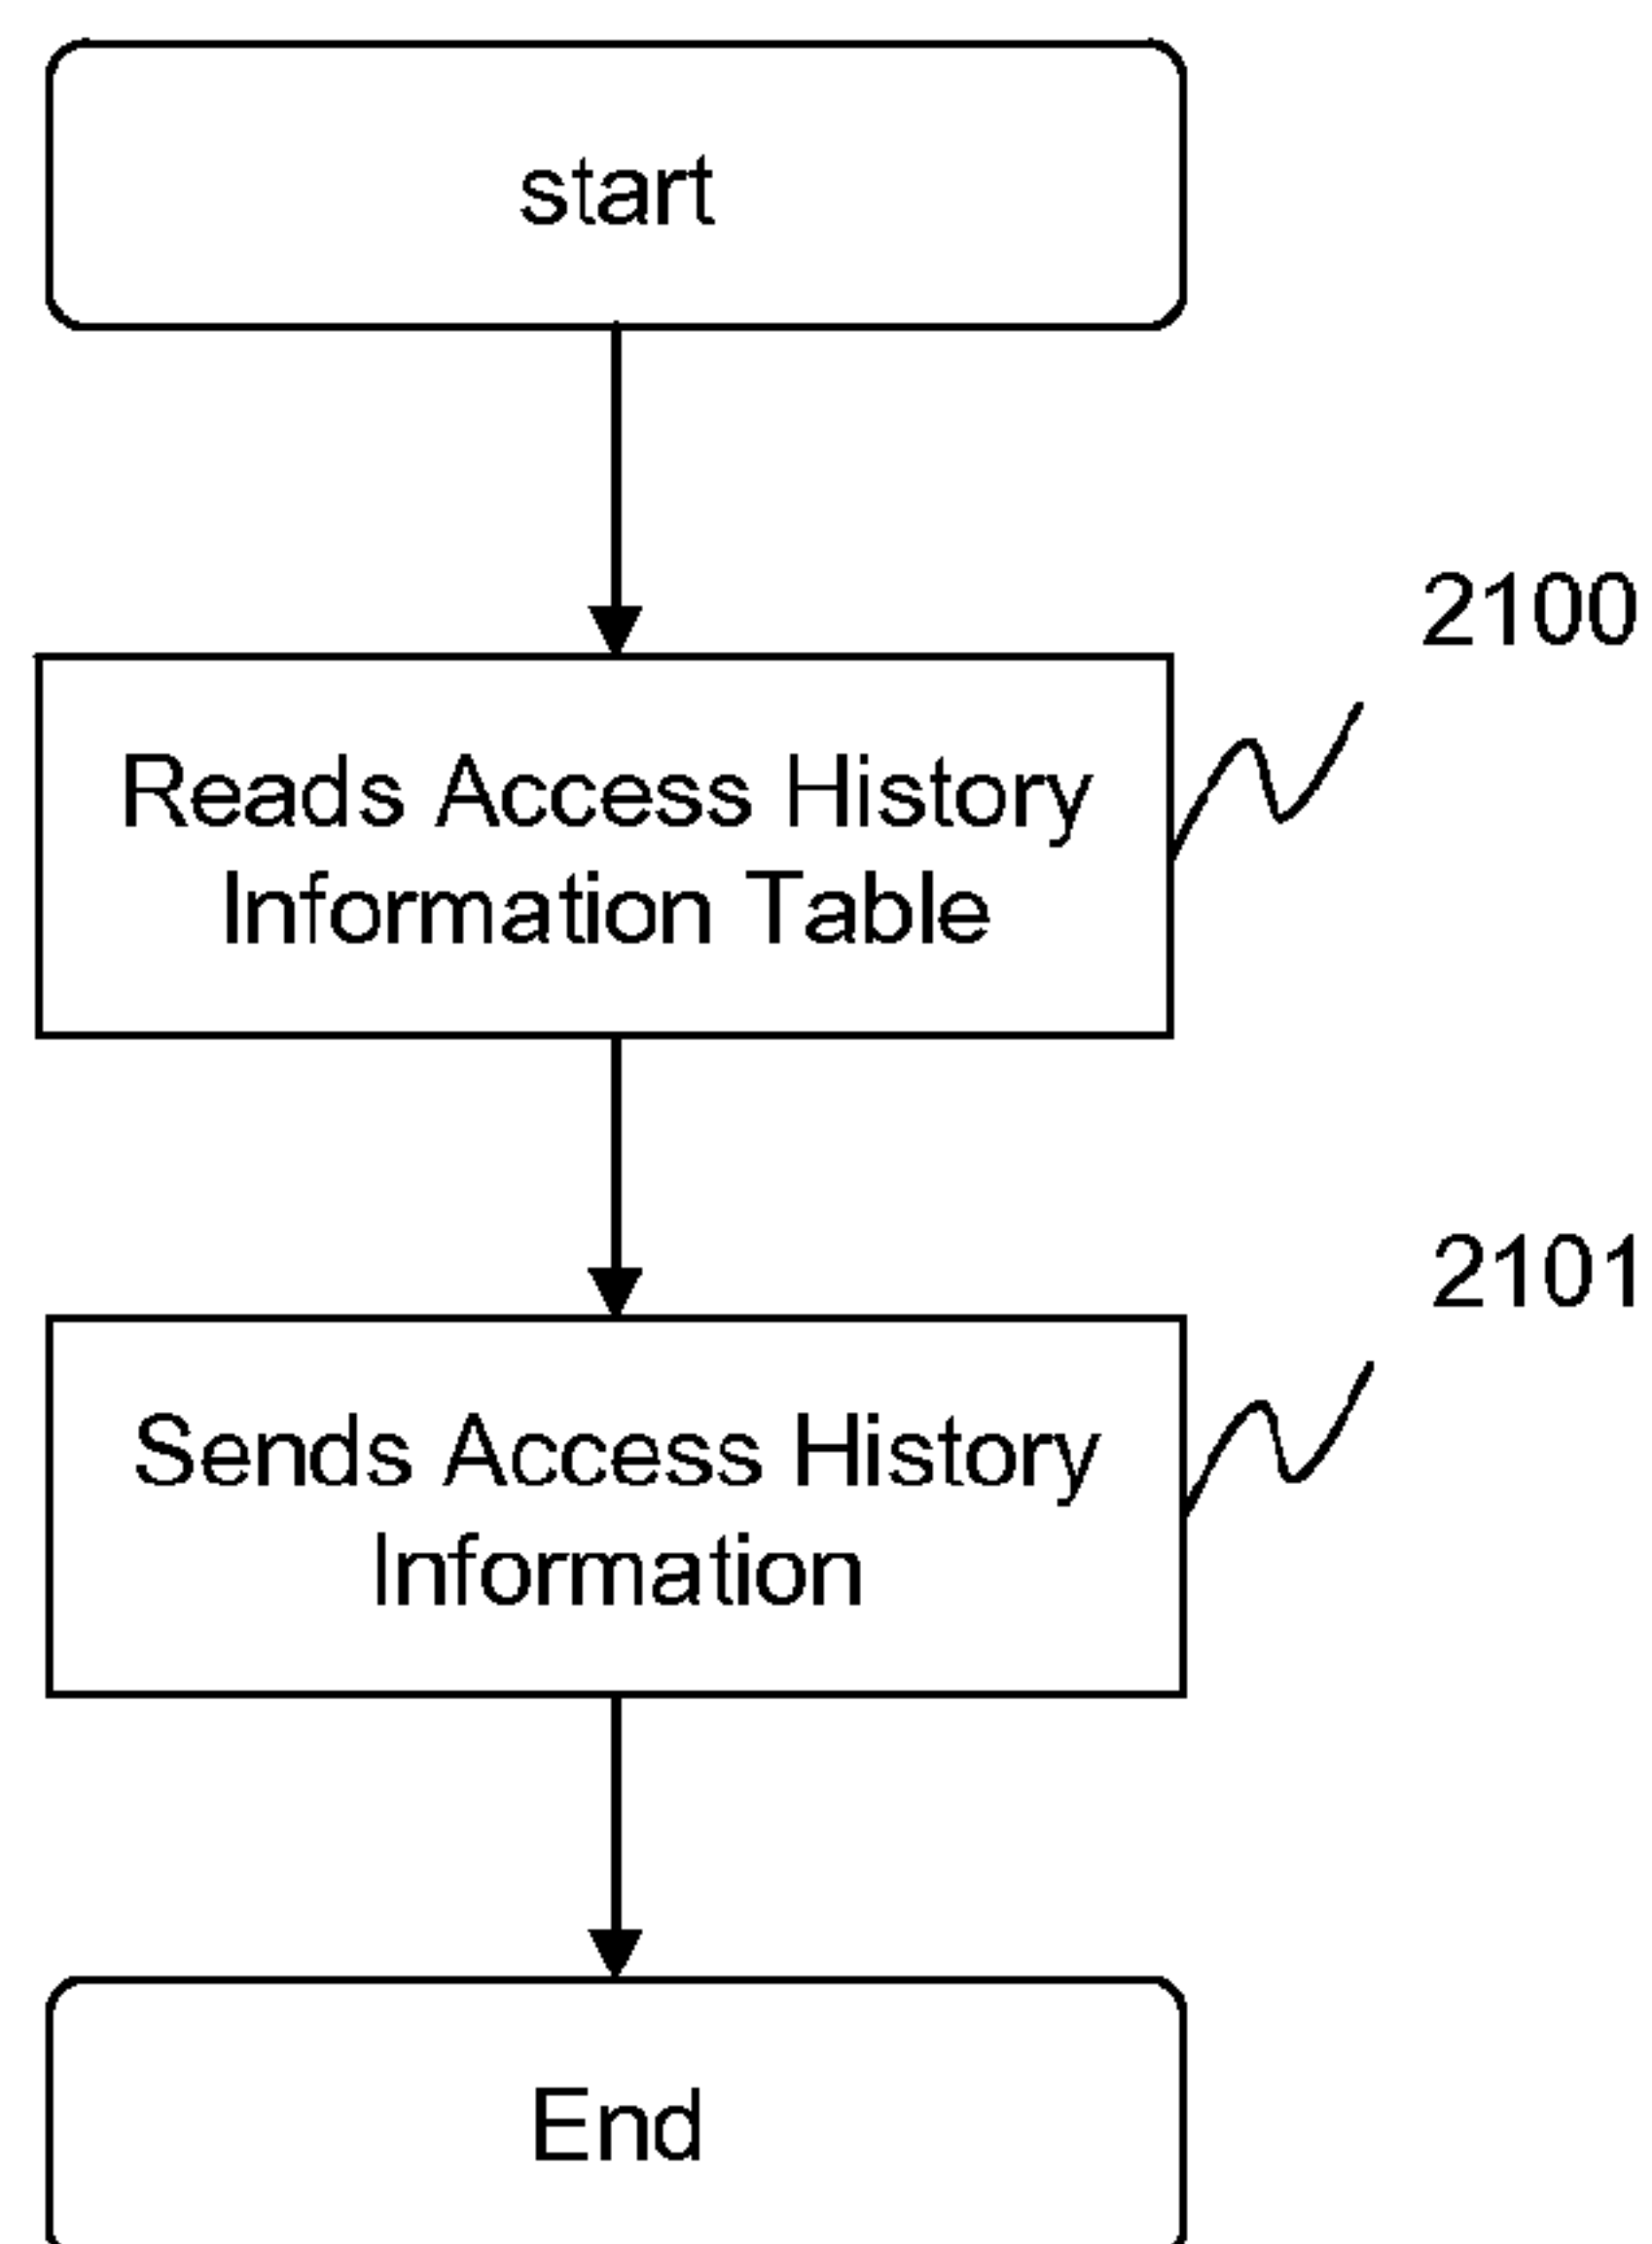 start
2100
Reads Access History
Information Table
2101
Sends Access History
Information
End